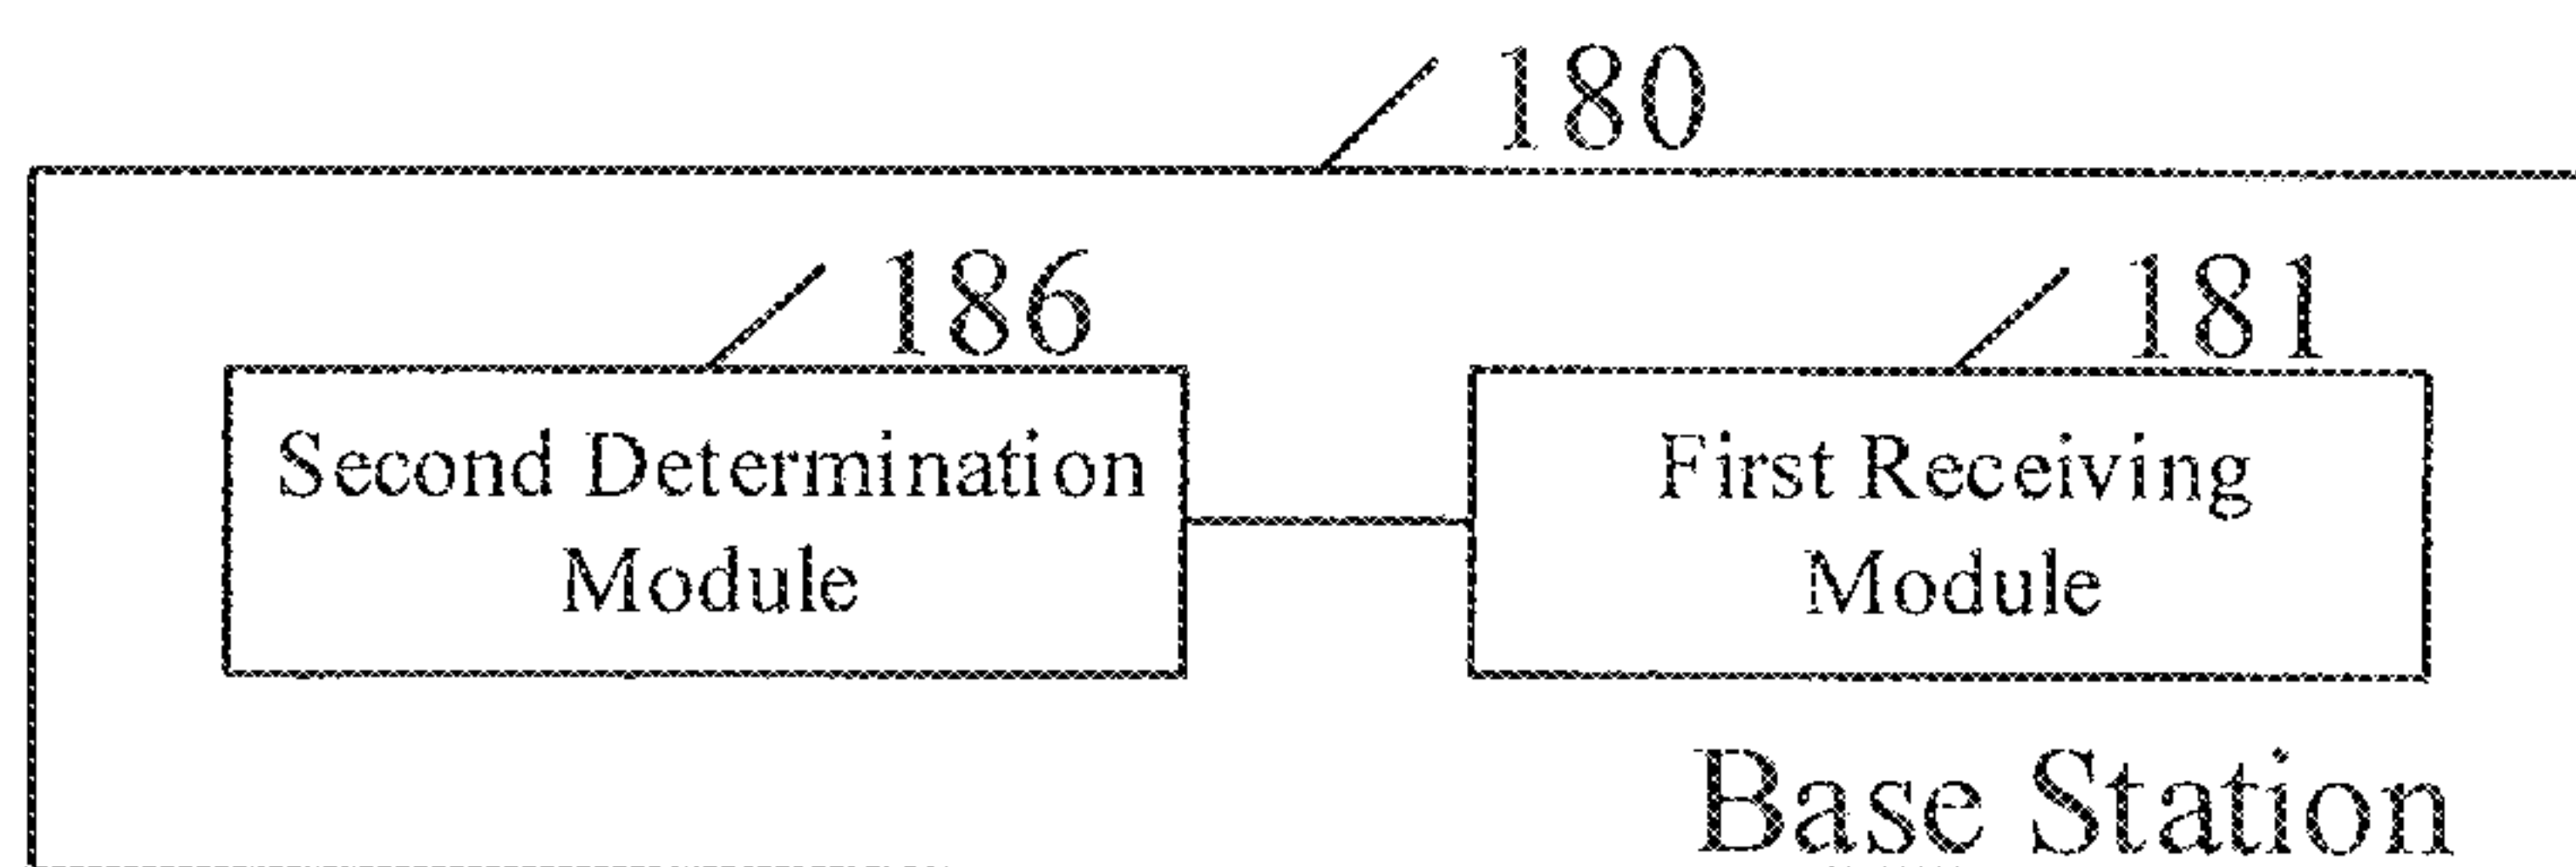 180
186
181
Second Determination
Module
First Receiving
Module
Base Station